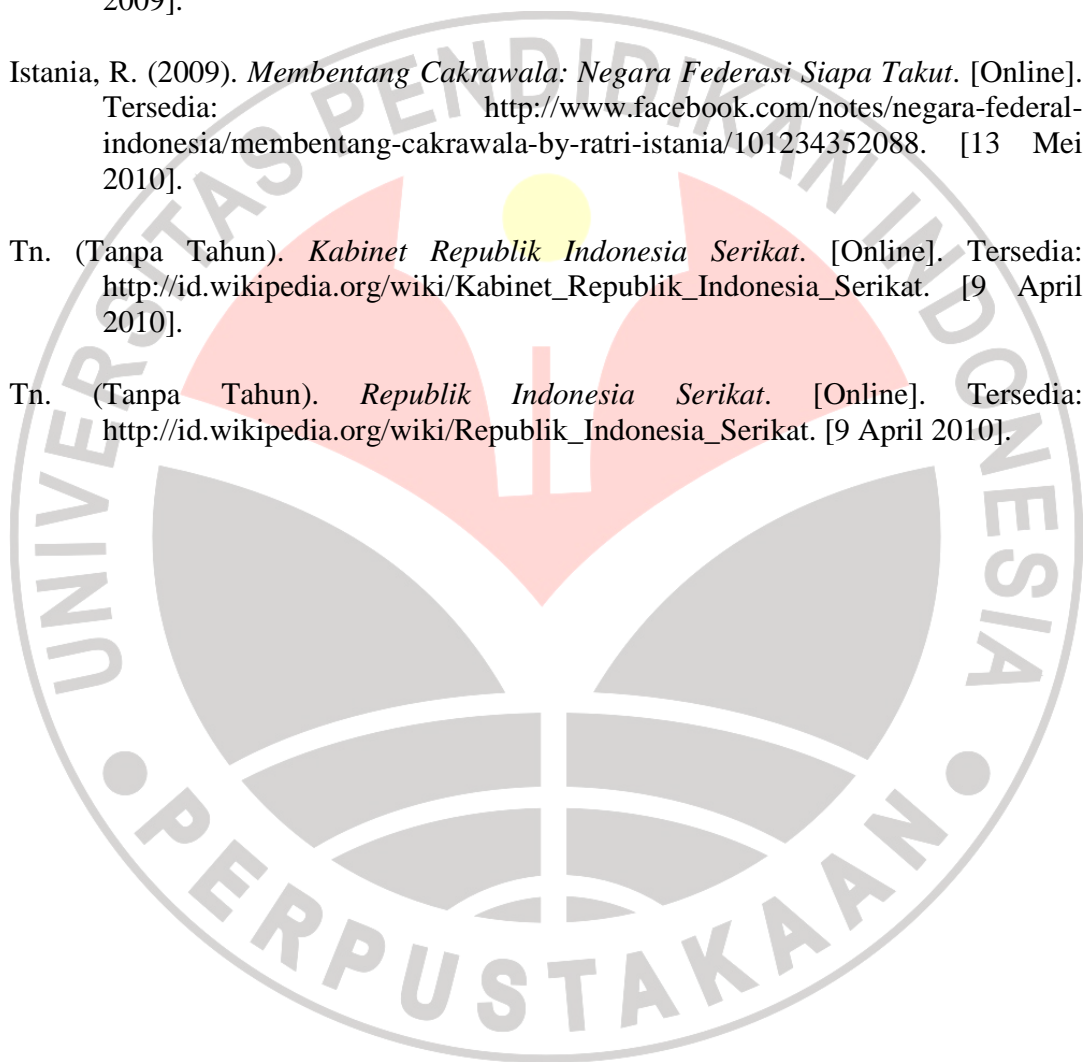 2009].
Istania, R. (2009). Membentang Cakrawala: Negara Federasi Siapa Takut. [Online].
Tersedia: http://www.facebook.com/notes/negara-federal-
indonesia/membentang-cakrawala-by-ratri-istania/101234352088. [13 Mei
2010].
Tn. (Tanpa Tahun). Kabinet Republik Indonesia Serikat. [Online]. Tersedia:
http://id.wikipedia.org/wiki/Kabinet_Republik_Indonesia_Serikat. [9 April
2010].
Tn. (Tanpa Tahun). Republik Indonesia Serikat. [Online]. Tersedia:
http://id.wikipedia.org/wiki/Republik_Indonesia_Serikat. [9 April 2010].
UNIVERSITAS PENDIDIKAN INDONESIA
PERPUSTAKAAN